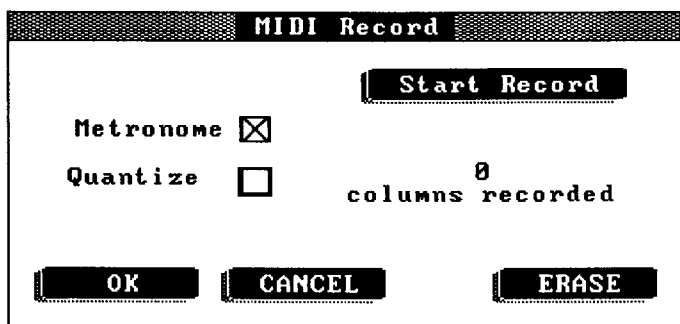 MIDI Record
Start Record
Metronome
Quantize
0
columns recorded
OK CANCEL ERASE